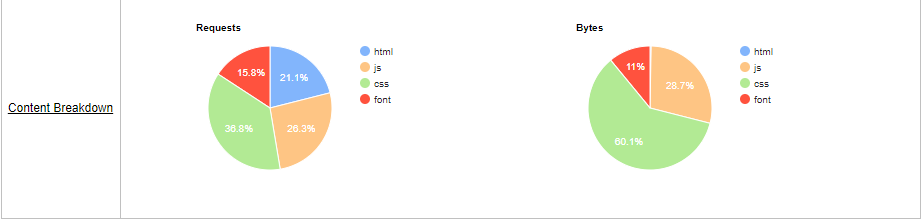 Requests
Bytes
html
js
css
font
15.8%
21.1%
36.8%
26.3%
html
js
css
font
11%
28.7%
60.1%
Content Breakdown